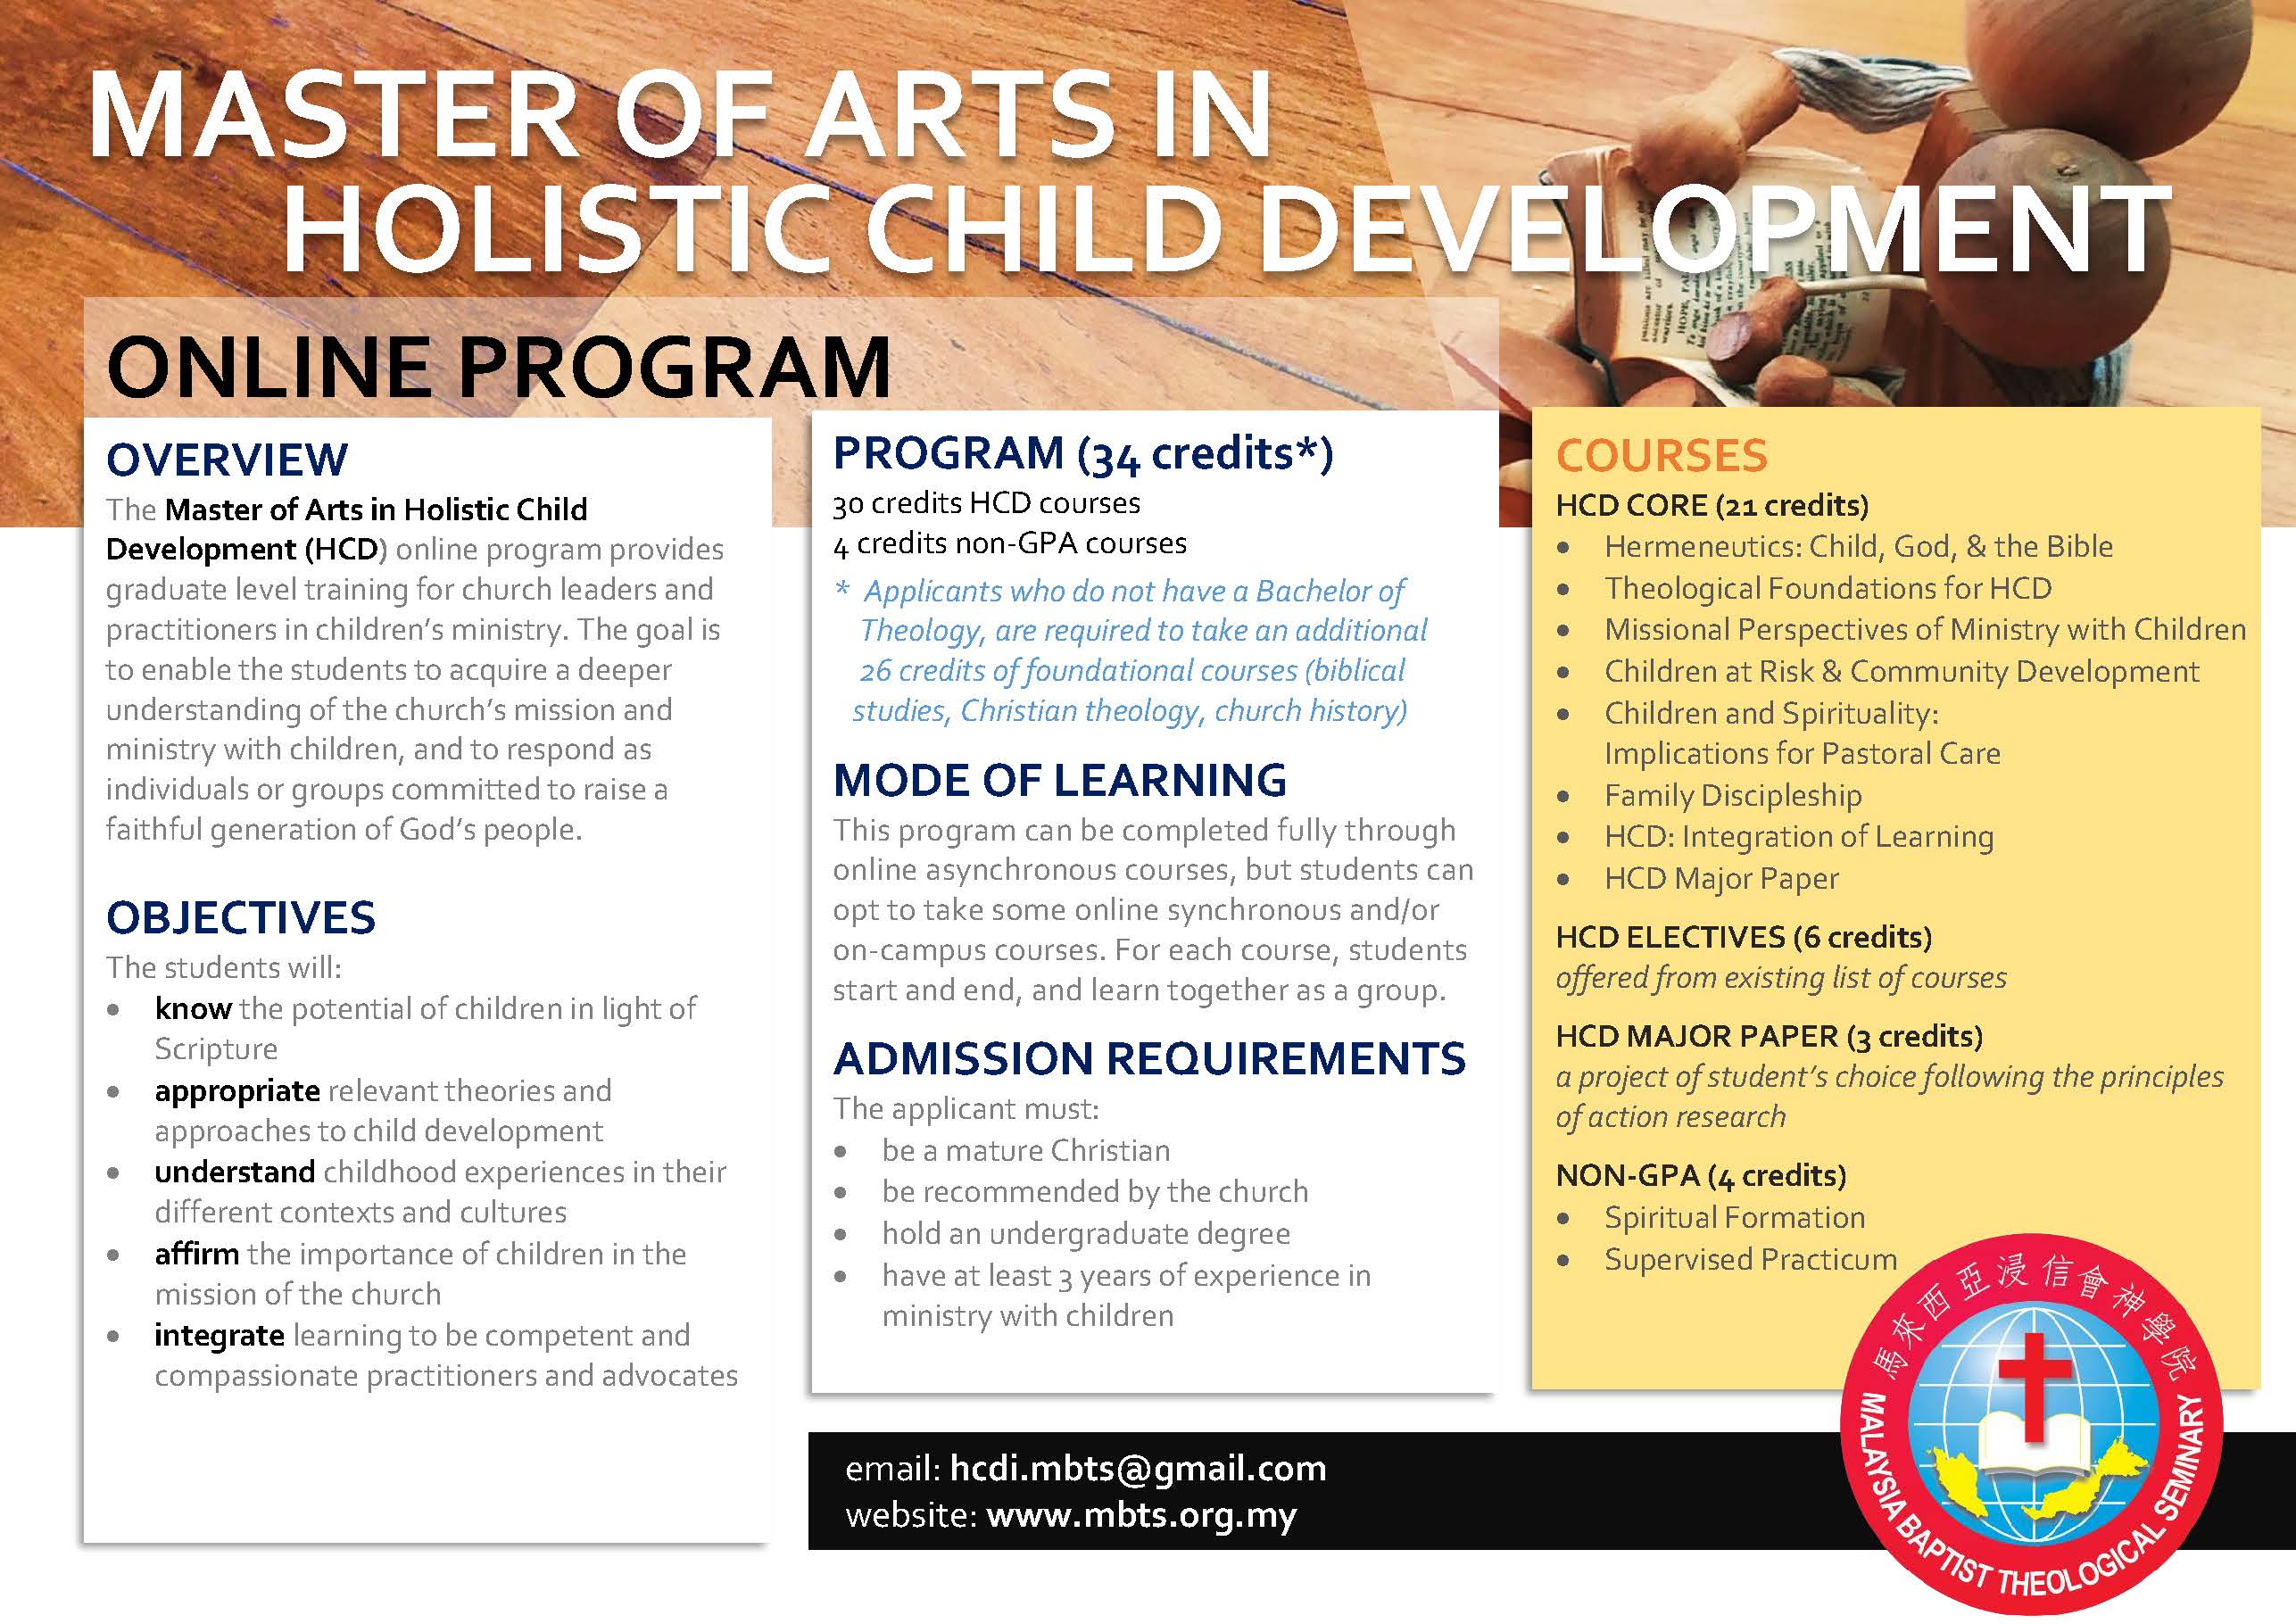 MASTER OF ARTS IN
HOLISTIC CHILD DEVELOPMENT
ONLINE PROGRAM
OVERVIEW
The Master of Arts in Holistic Child
Development (HCD) online program provides
graduate level training for church leaders and
practitioners in children's ministry. The goal is
to enable the students to acquire a deeper
understanding of the church's mission and
ministry with children, and to respond as
individuals or groups committed to raise a
faithful generation of God's people.
OBJECTIVES
The students will:
• know the potential of children in light of
Scripture
• appropriate relevant theories and
approaches to child development
• understand childhood experiences in their
different contexts and cultures
• affirm the importance of children in the
mission of the church
• integrate learning to be competent and
compassionate practitioners and advocates
PROGRAM (34 credits*)
30 credits HCD courses
4 credits non-GPA courses
* Applicants who do not have a Bachelor of
Theology, are required to take an additional
26 credits of foundational courses (biblical
studies, Christian theology, church history)
MODE OF LEARNING
This program can be completed fully through
online asynchronous courses, but students can
opt to take some online synchronous and/or
on-campus courses. For each course, students
start and end, and learn together as a group.
ADMISSION REQUIREMENTS
The applicant must:
• be a mature Christian
• be recommended by the church
• hold an undergraduate degree
• have at least 3 years of experience in
ministry with children
COURSES
HCD CORE (21 credits)
• Hermeneutics: Child, God, & the Bible
• Theological Foundations for HCD
• Missional Perspectives of Ministry with Children
• Children at Risk & Community Development
• Children and Spirituality:
Implications for Pastoral Care
• Family Discipleship
• HCD: Integration of Learning
• HCD Major Paper
HCD ELECTIVES (6 credits)
offered from existing list of courses
HCD MAJOR PAPER (3 credits)
a project of student's choice following the principles
of action research
NON-GPA (4 credits)
• Spiritual Formation
• Supervised Practicum
email: hcdi.mbts@gmail.com
website: www.mbts.org.my
馬來西亞浸信會神學院
MALAYSIA BAPTIST THEOLOGICAL SEMINARY